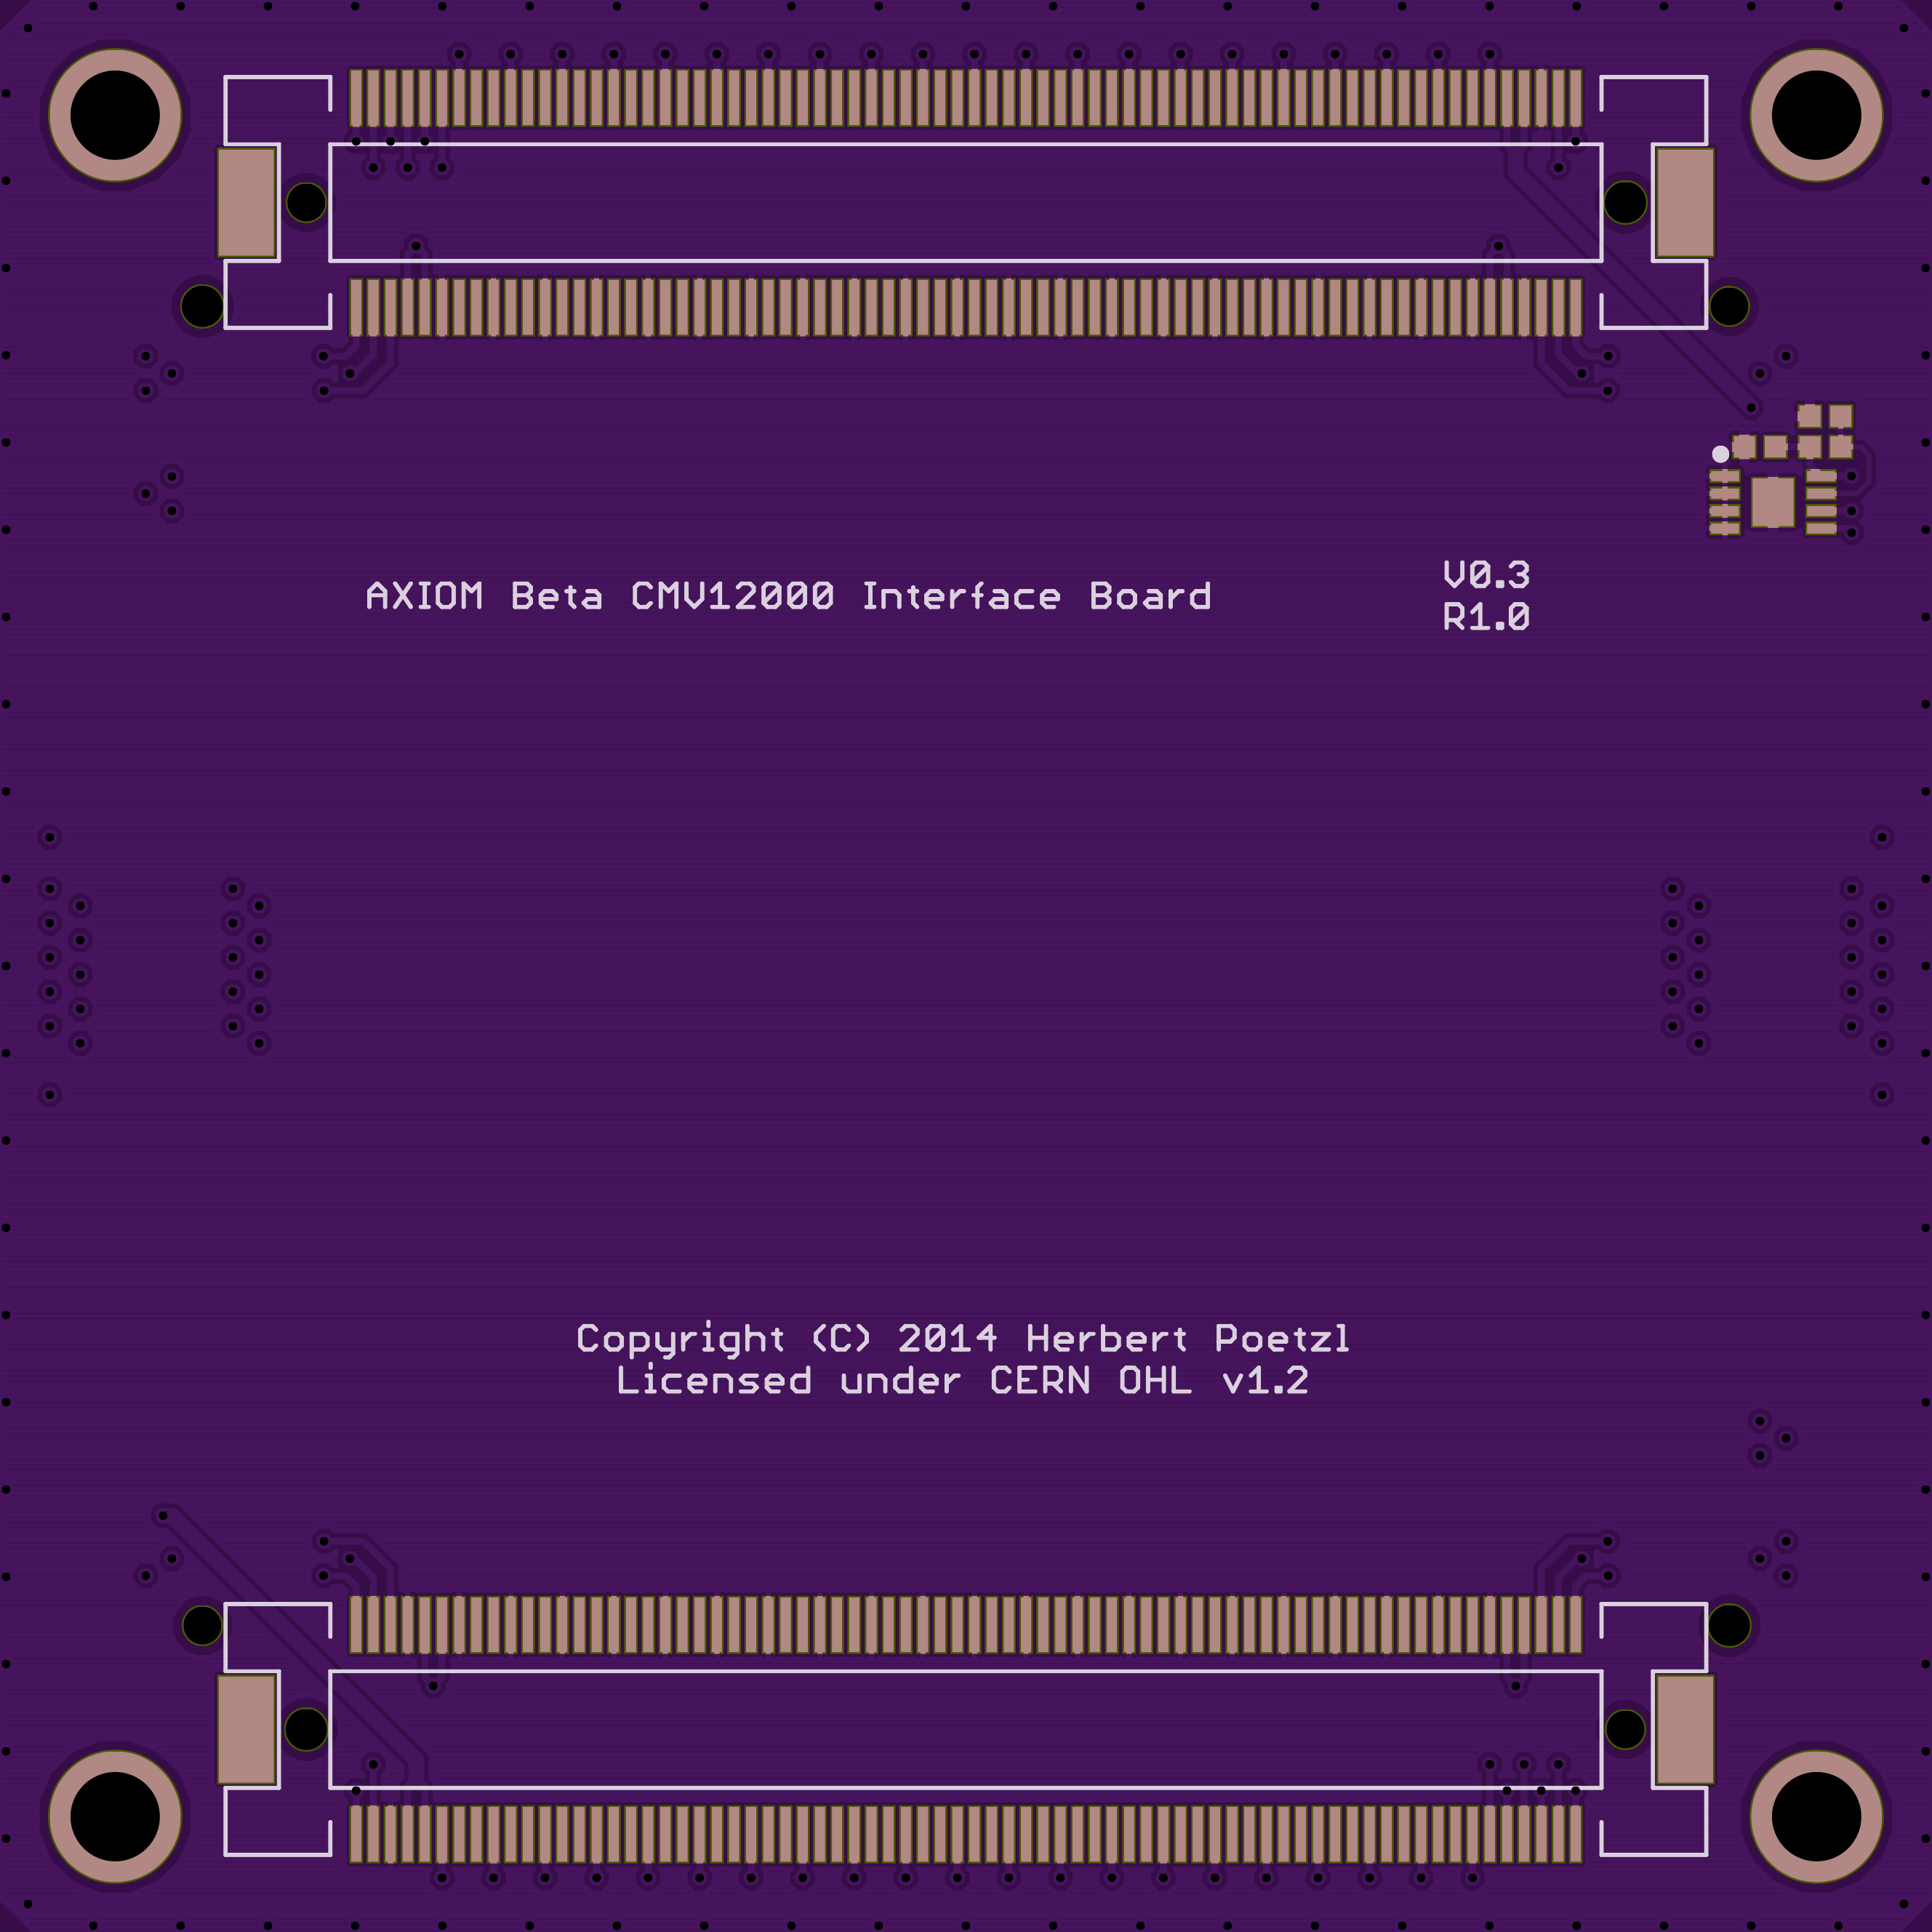 AXIOM Beta CMV12000 Interface Board
V0.3
R1.0
Copyright (C) 2014 Herbert Poetzl
Licensed under CERN OHL v1.2